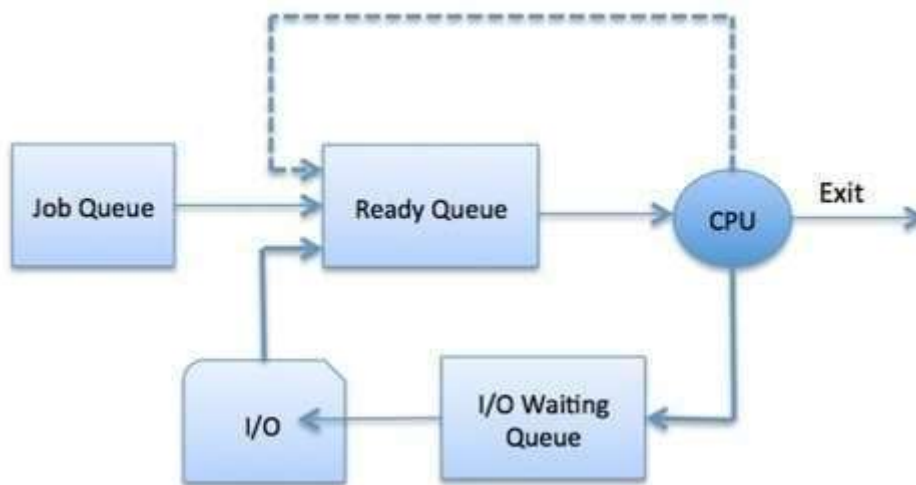 Job Queue
Ready Queue
CPU
Exit
I/O
I/O Waiting
Queue